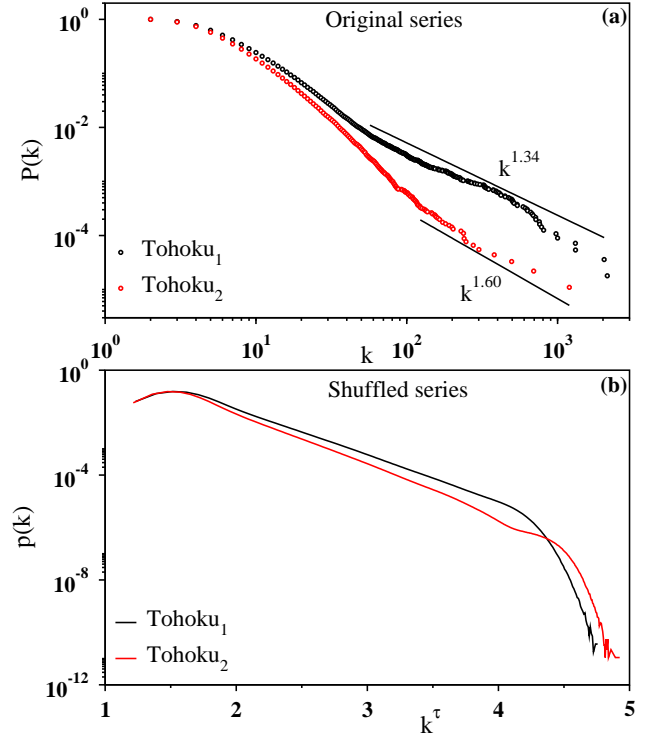 Original series
(a)
10^0
10^-2
10^-4
P(k)
k^1.34
k^1.60
Tohoku_1
Tohoku_2
10^0
10^1
10^2
10^3
k
Shuffled series
(b)
10^0
10^-4
10^-8
10^-12
p(k)
Tohoku_1
Tohoku_2
1
2
3
4
5
k^τ